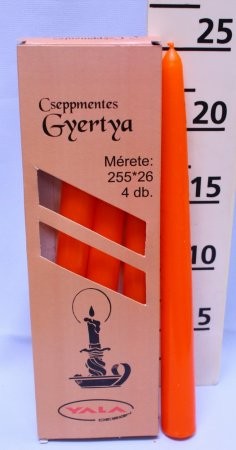 Cseppmentes
Gyertya
Mérete:
255*26
4 db.
YALA
25
20
15
10
5